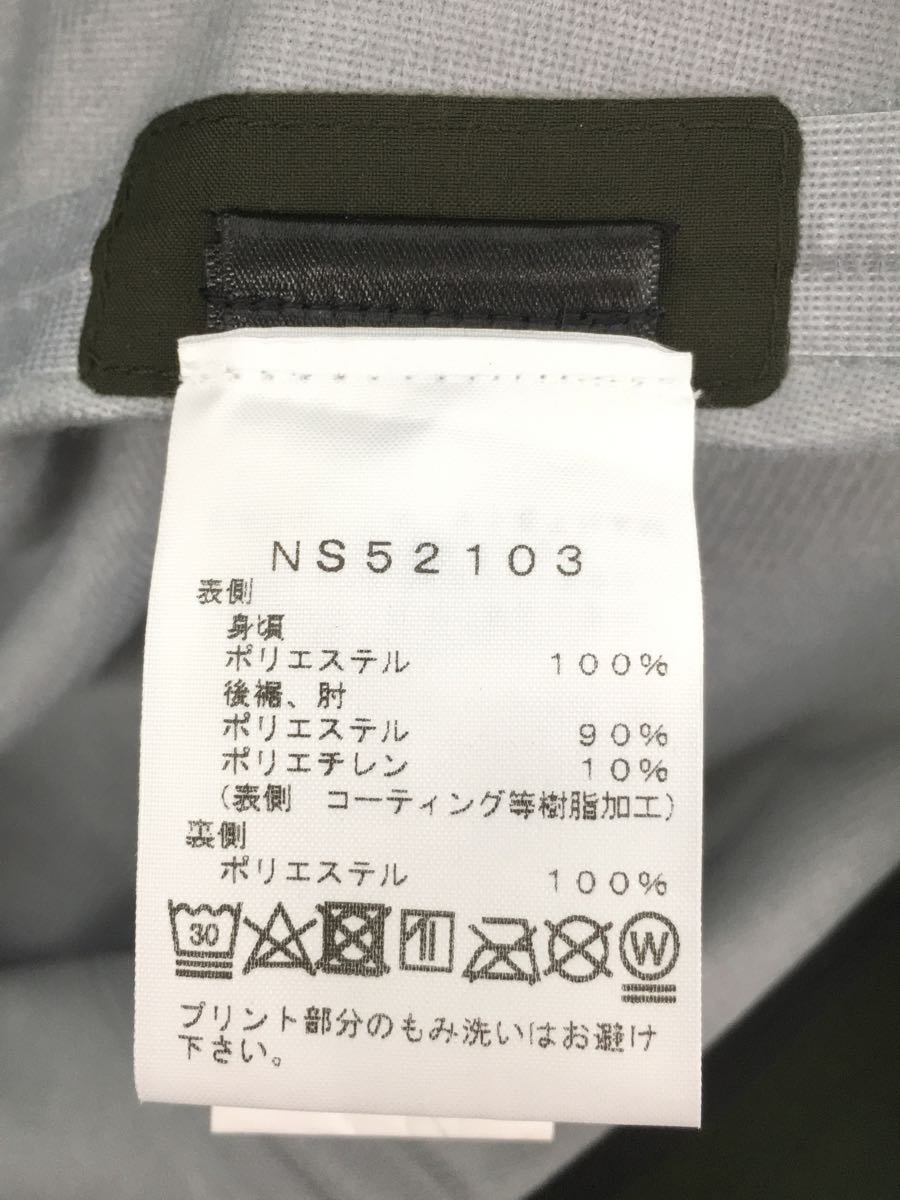 NS52103
表側
身頃
ポリエステル 100%
後裾、肘
ポリエステル 90%
ポリエチレン 10%
(表側 コーティング等樹脂加工)
裏側
ポリエステル 100%
30 W
プリント部分のもみ洗いはお避け
下さい。